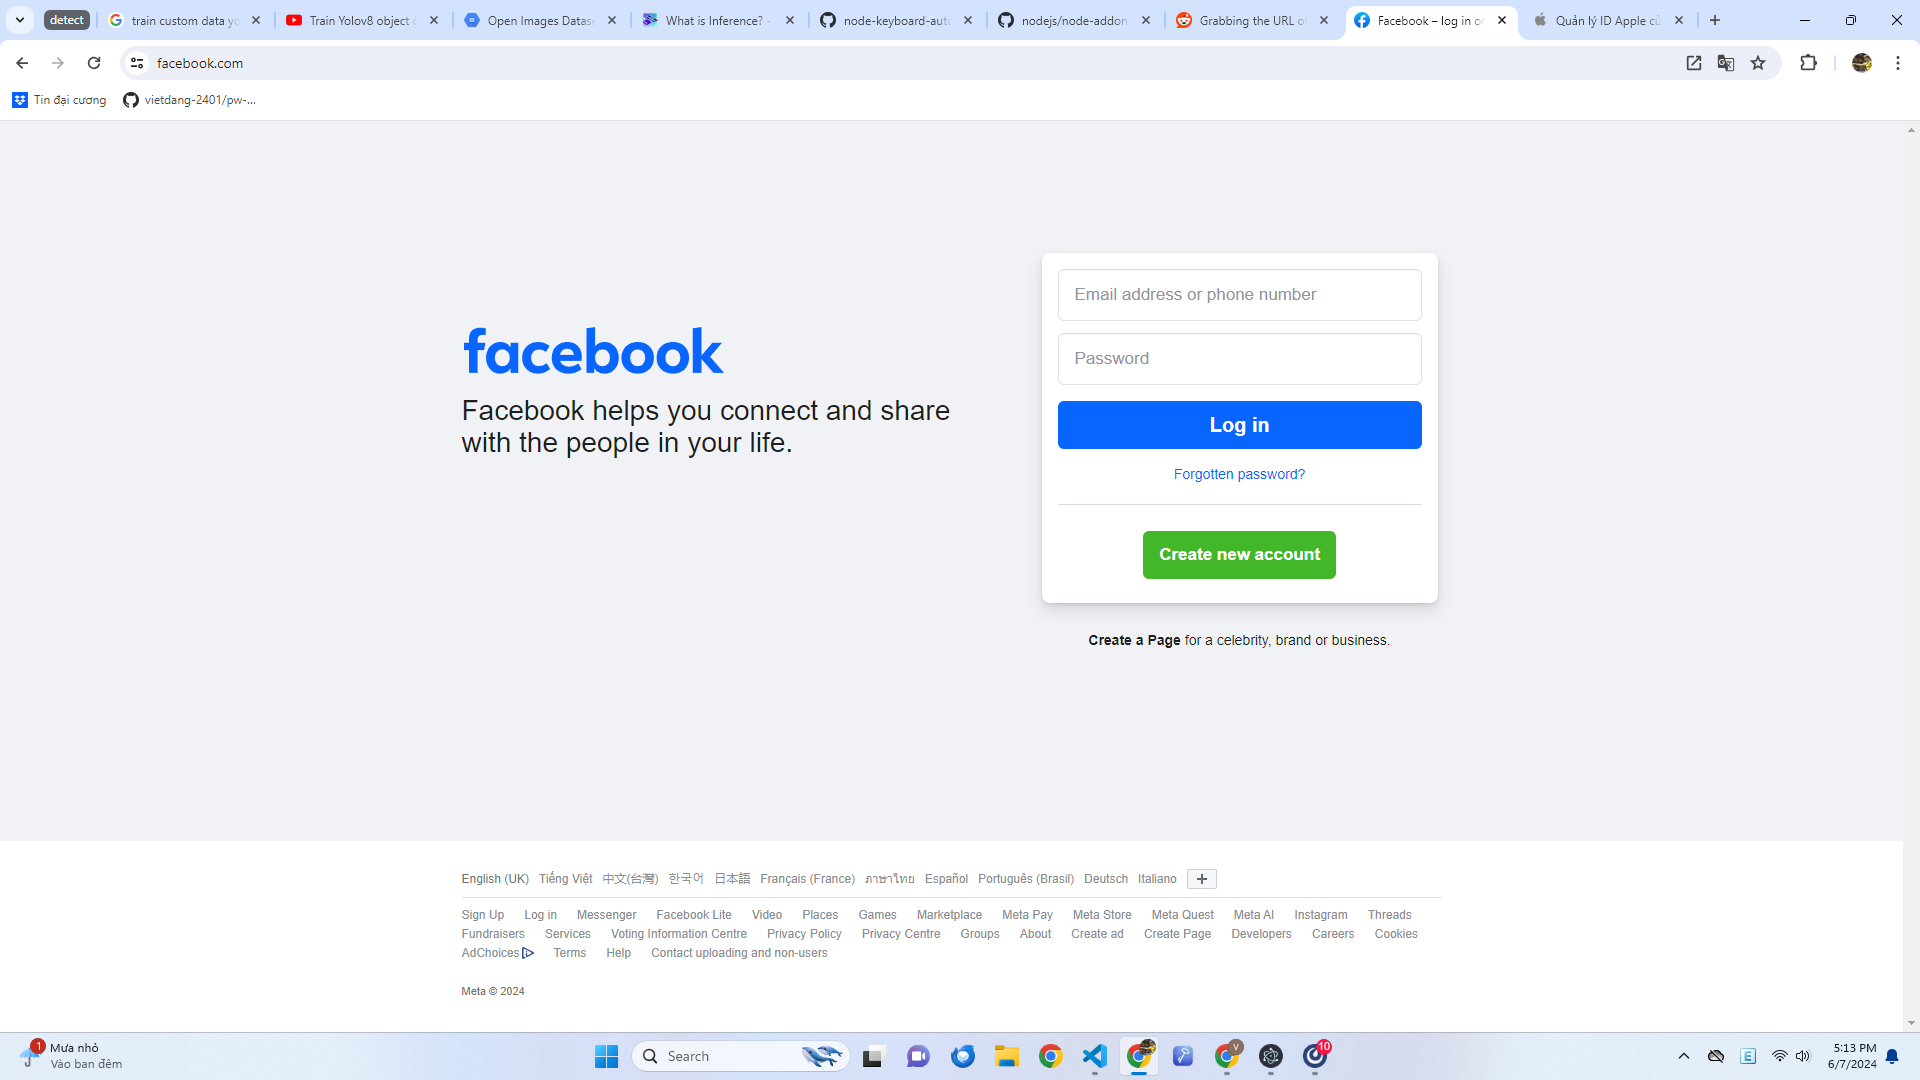 detect
train custom data yo
Train Yolov8 object
Open Images Datase
What is Inference? -
node-keyboard-auto
nodejs/node-addon
Grabbing the URL of
Facebook – log in or
Quản lý ID Apple củ
facebook.com
Tin đại cương
vietdang-2401/pw-...
facebook
Facebook helps you connect and share
with the people in your life.
Email address or phone number
Password
Log in
Forgotten password?
Create new account
Create a Page for a celebrity, brand or business.
English (UK) Tiếng Việt 中文(台灣) 한국어 日本語 Français (France) ภาษาไทย Español Português (Brasil) Deutsch Italiano
Sign Up Log in Messenger Facebook Lite Video Places Games Marketplace Meta Pay Meta Store Meta Quest Meta AI Instagram Threads
Fundraisers Services Voting Information Centre Privacy Policy Privacy Centre Groups About Create ad Create Page Developers Careers Cookies
AdChoices Terms Help Contact uploading and non-users
Meta © 2024
1
Mưa nhỏ
Vào ban đêm
Search
V
10
E
5:13 PM
6/7/2024